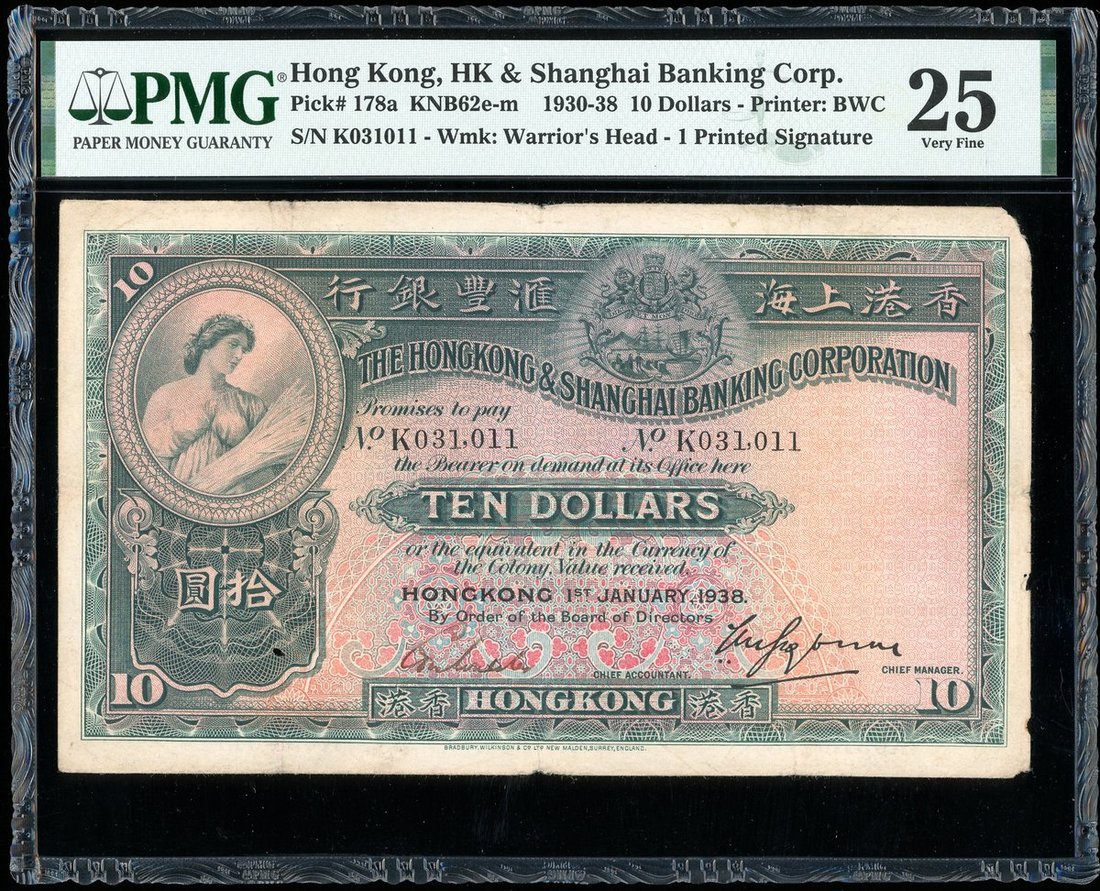 PMG®
PAPER MONEY GUARANTY
Hong Kong, HK & Shanghai Banking Corp.
Pick# 178a KNB62e-m 1930-38 10 Dollars - Printer: BWC
S/N K031011 - Wmk: Warrior's Head - 1 Printed Signature
25
Very Fine
10
行銀豐滙 海上港香
THE HONGKONG & SHANGHAI BANKING CORPORATION
Promises to pay
No K031,011 No K031,011
the Bearer on demand at its Office here
TEN DOLLARS
or the equivalent in the Currency of
the Colony, Value received.
圓拾
HONGKONG 1ST JANUARY, 1938.
By Order of the Board of Directors
CHIEF ACCOUNTANT.
CHIEF MANAGER.
10 港香 HONGKONG 港香 10
BRADBURY, WILKINSON & CO LTD NEW MALDEN, SURREY, ENGLAND.